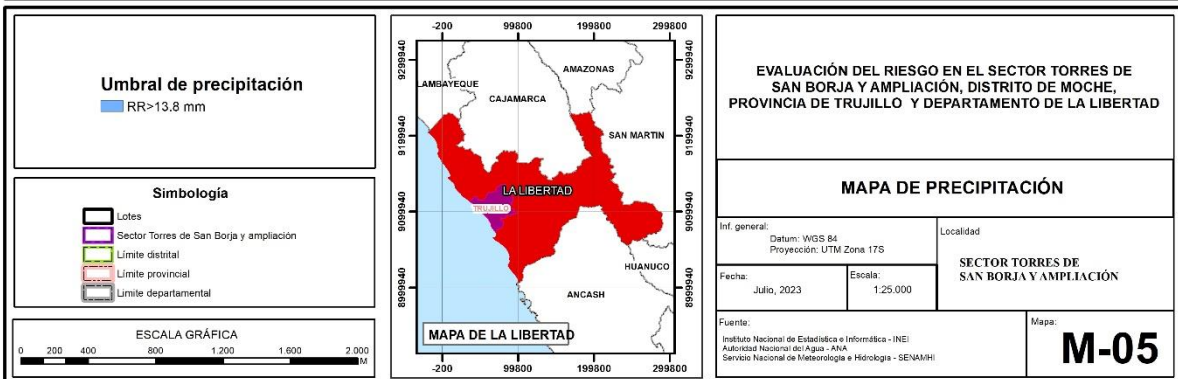 Umbral de precipitación
RR>13.8 mm
Simbología
Lotes
Sector Torres de San Borja y ampliación
Límite distrital
Límite provincial
Límite departamental
ESCALA GRÁFICA
0 200 400 800 1.200 1.600 2.000
M
-200 99800 199800 299800
9299940 9199940 9099940 8999940
LAMBAYEQUE
AMAZONAS
CAJAMARCA
SAN MARTIN
LA LIBERTAD
TRUJILLO
HUANUCO
ANCASH
MAPA DE LA LIBERTAD
9299940 9199940 9099940 8999940
-200 99800 199800 299800
EVALUACIÓN DEL RIESGO EN EL SECTOR TORRES DE
SAN BORJA Y AMPLIACIÓN, DISTRITO DE MOCHE,
PROVINCIA DE TRUJILLO Y DEPARTAMENTO DE LA LIBERTAD
MAPA DE PRECIPITACIÓN
Inf. general:
Datum: WGS 84
Proyección: UTM Zona 17S
Localidad
SECTOR TORRES DE
SAN BORJA Y AMPLIACIÓN
Fecha:
Julio, 2023
Escala:
1:25.000
Fuente:
Instituto Nacional de Estadística e Informática - INEI
Autoridad Nacional del Agua - ANA
Servicio Nacional de Meteorología e Hidrología - SENAMHI
Mapa:
M-05